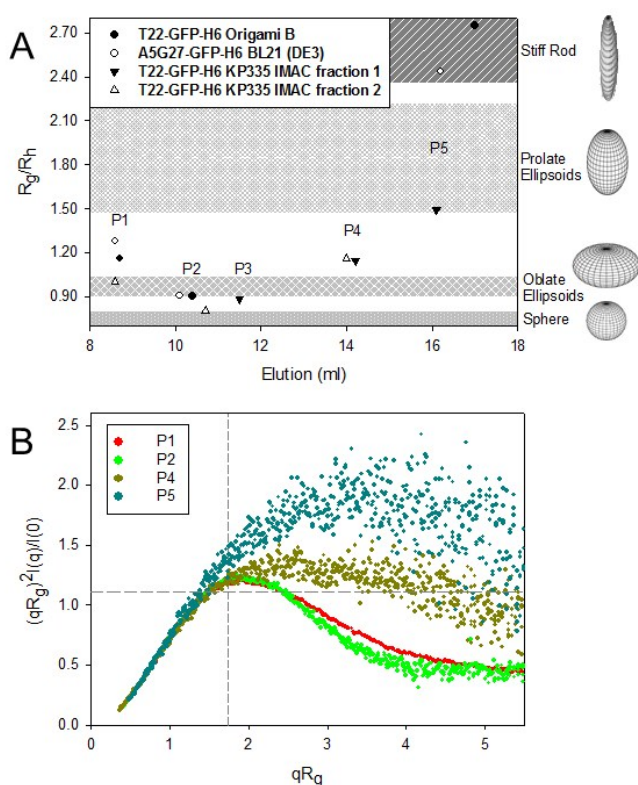 A
2.70
2.40
2.10
1.80
1.50
1.20
0.90
Rg/Rh
T22-GFP-H6 Origami B
A5G27-GFP-H6 BL21 (DE3)
T22-GFP-H6 KP335 IMAC fraction 1
T22-GFP-H6 KP335 IMAC fraction 2
P1
P2
P3
P4
P5
Stiff Rod
Prolate
Ellipsoids
Oblate
Ellipsoids
Sphere
8 10 12 14 16 18
Elution (ml)
B
2.5
2.0
1.5
1.0
0.5
0.0
(qRg)²I(q)/I(0)
P1
P2
P4
P5
0 1 2 3 4 5
qRg